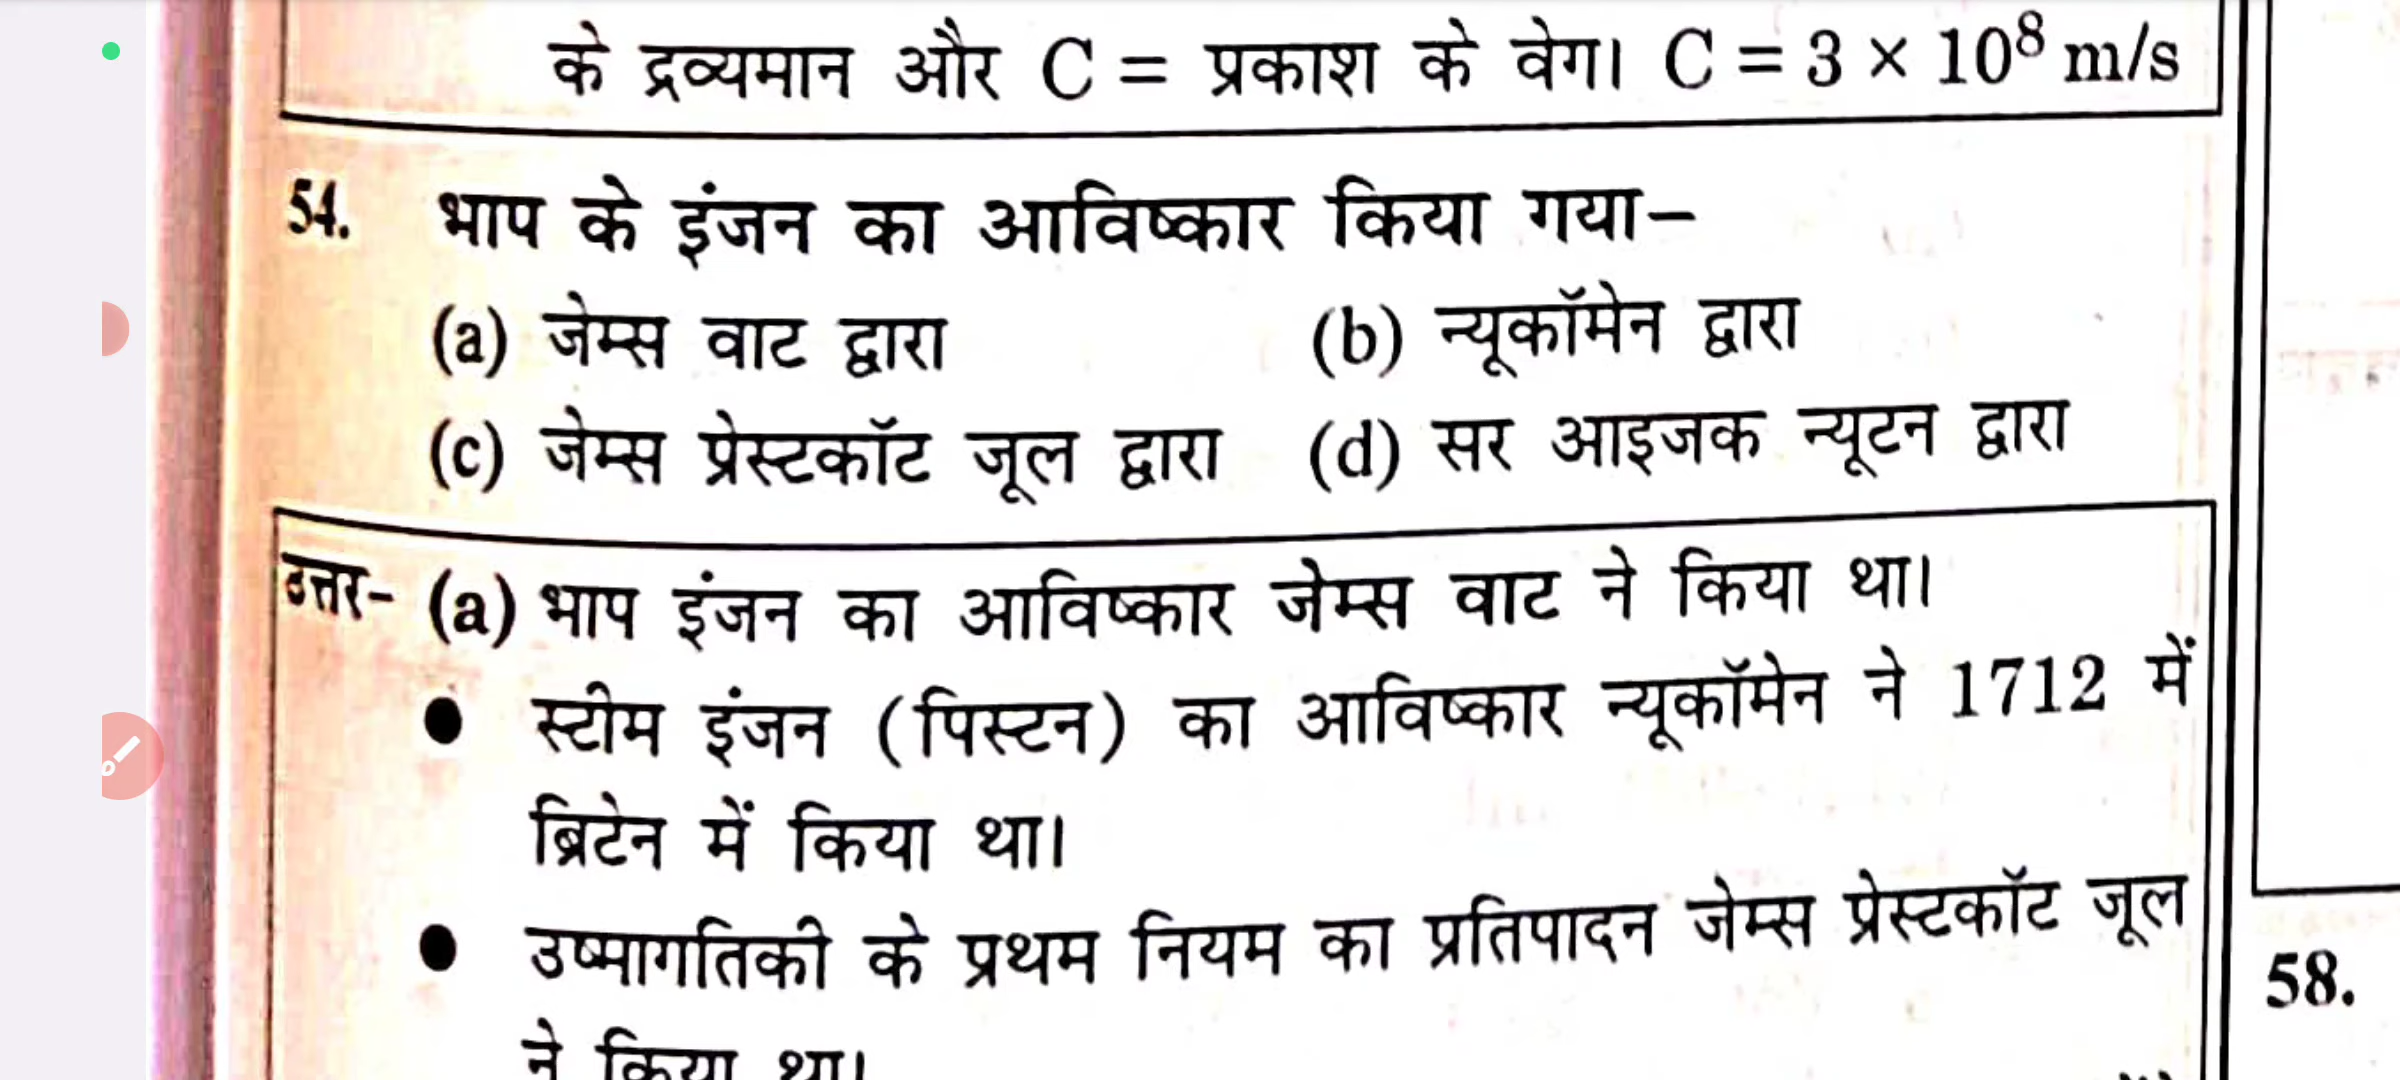 के द्रव्यमान और C = प्रकाश के वेग। C = 3 × 10⁸ m/s
54. भाप के इंजन का आविष्कार किया गया–
(a) जेम्स वाट द्वारा (b) न्यूकॉमेन द्वारा
(c) जेम्स प्रेस्टकॉट जूल द्वारा (d) सर आइजक न्यूटन द्वारा
उत्तर– (a) भाप इंजन का आविष्कार जेम्स वाट ने किया था।
● स्टीम इंजन (पिस्टन) का आविष्कार न्यूकॉमेन ने 1712 में
ब्रिटेन में किया था।
● उष्मागतिकी के प्रथम नियम का प्रतिपादन जेम्स प्रेस्टकॉट जूल
ने किया था।
58.